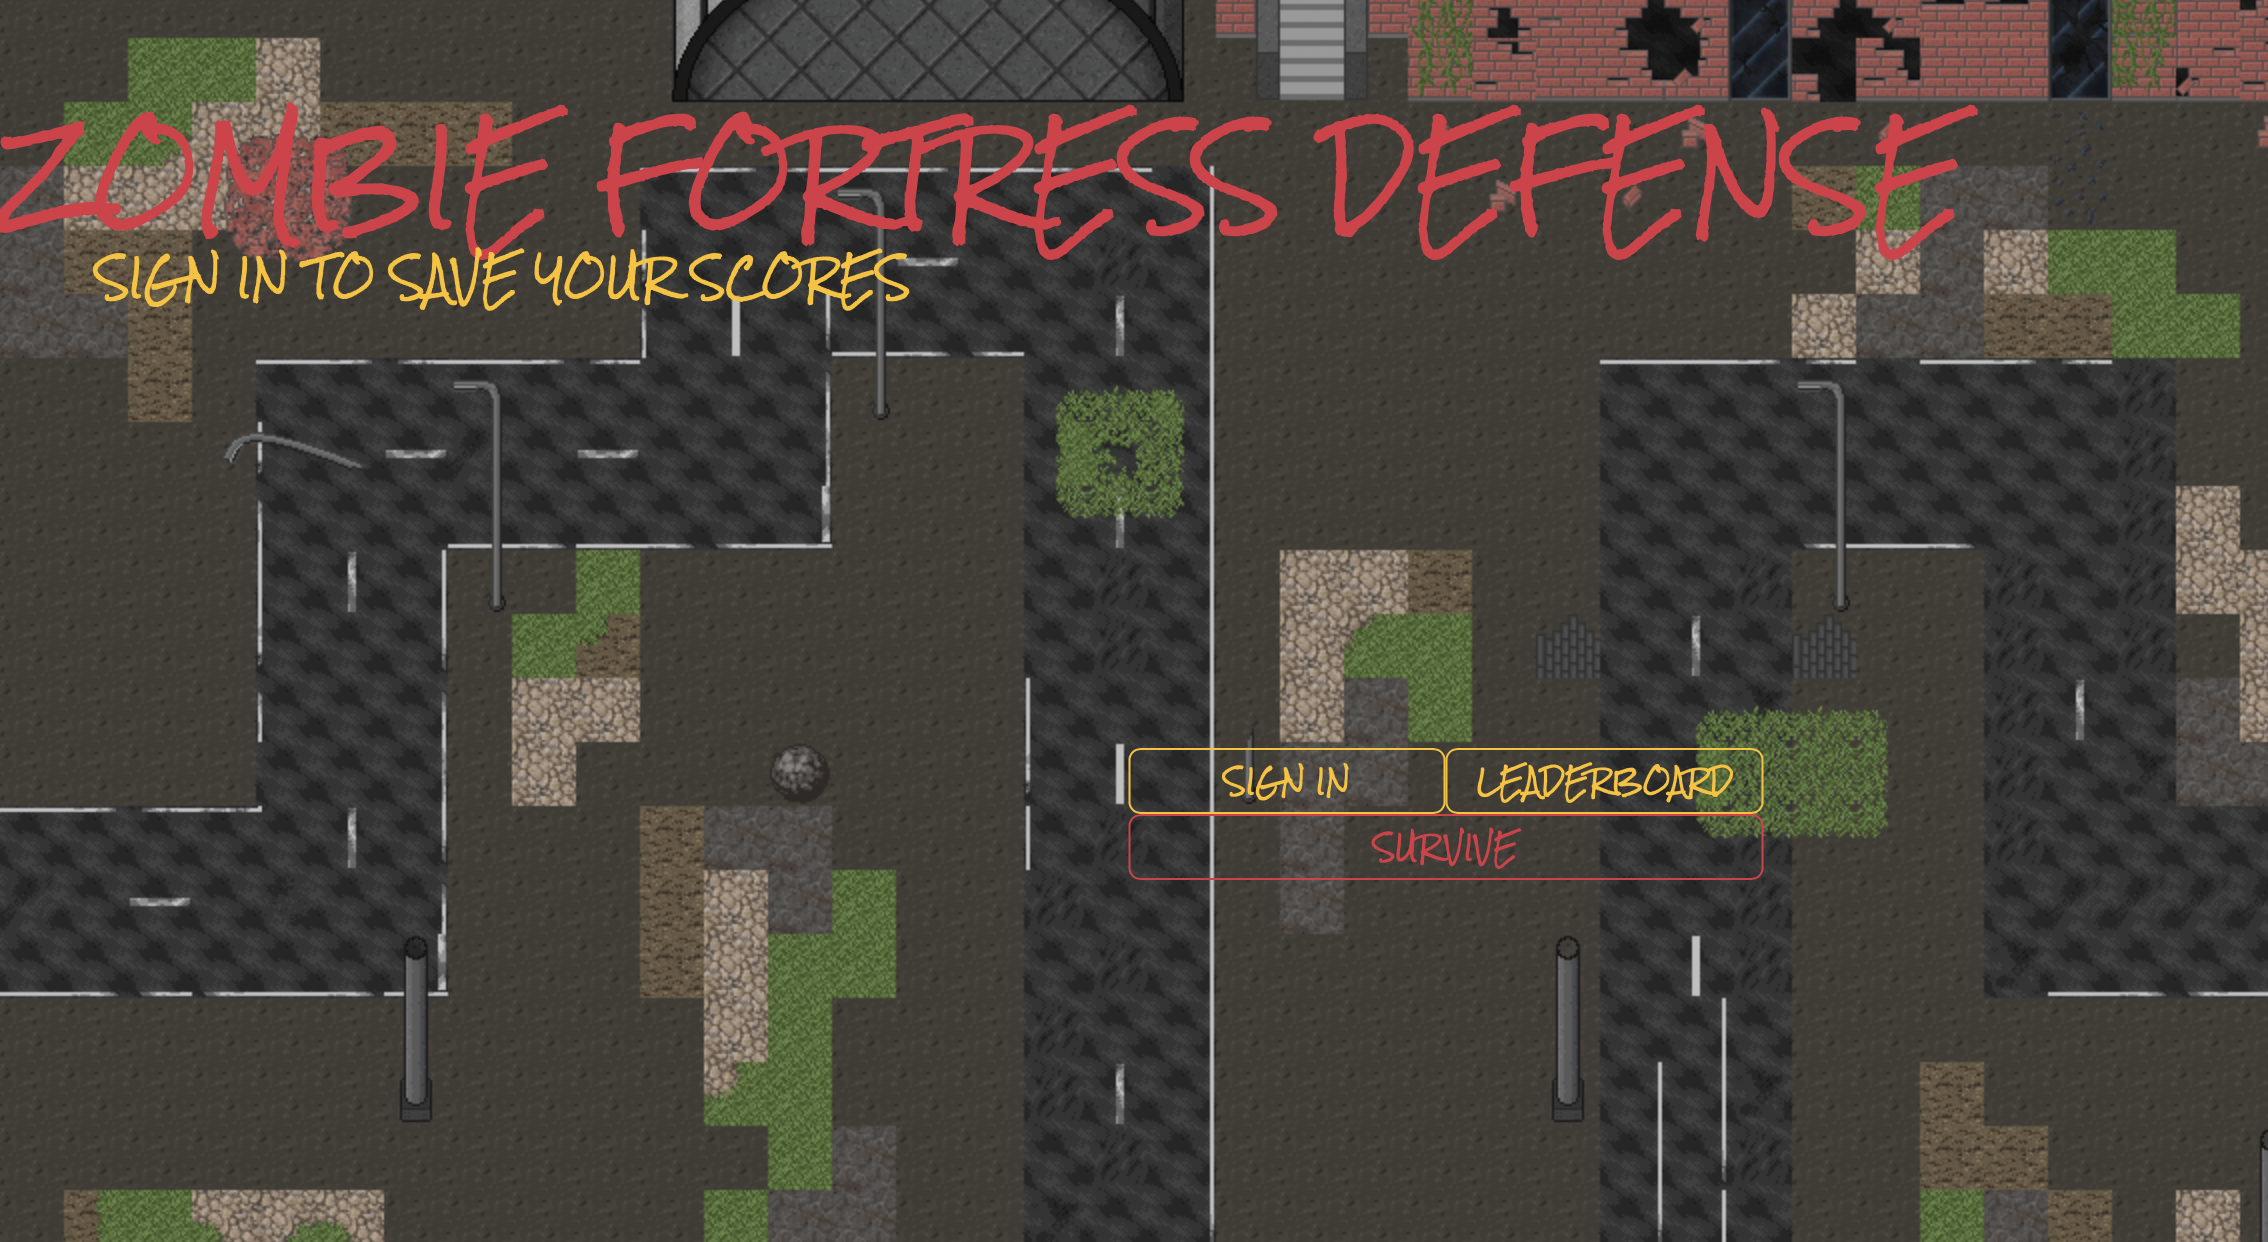 ZOMBIE FORTRESS DEFENSE
SIGN IN TO SAVE YOUR SCORES
SIGN IN
LEADERBOARD
SURVIVE